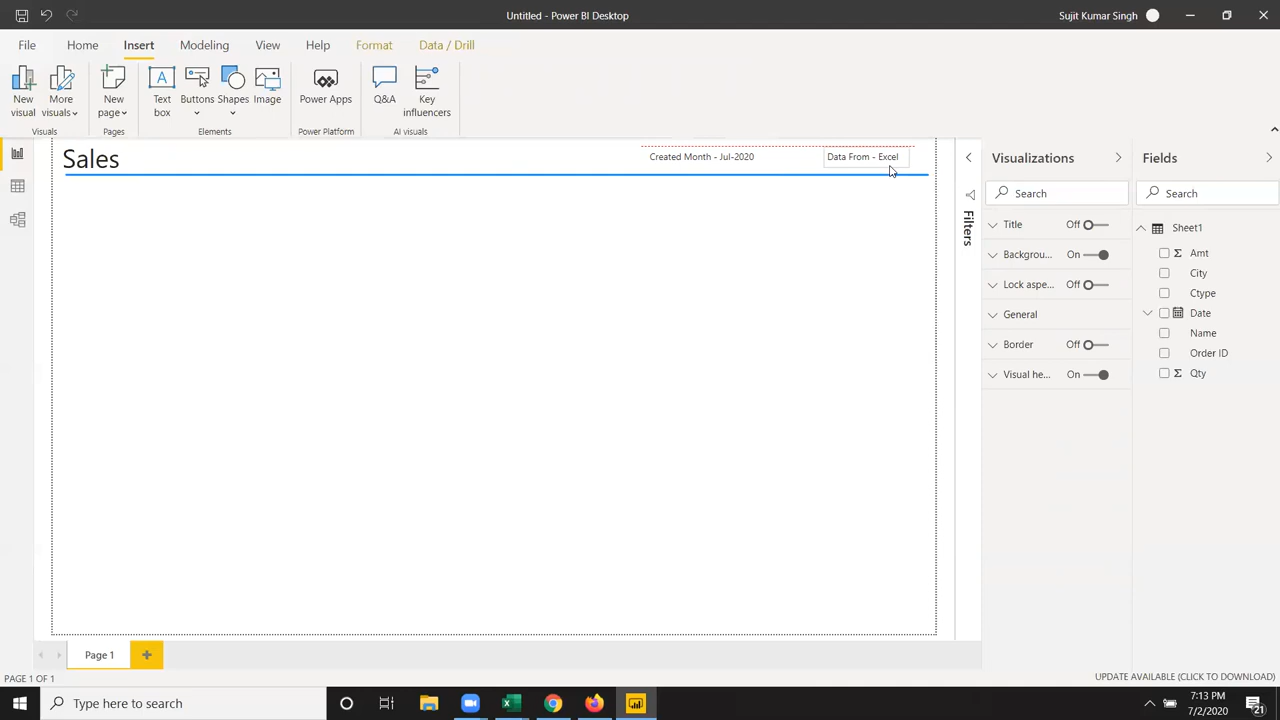 Untitled - Power BI Desktop
Sujit Kumar Singh
File Home Insert Modeling View Help Format Data / Drill
New visual
More visuals
New page
Text box
Buttons
Shapes
Image
Power Apps
Q&A
Key influencers
Visuals
Pages
Elements
Power Platform
AI visuals
Sales
Created Month - Jul-2020
Data From - Excel
Filters
Visualizations
Search
Title Off
Backgrou... On
Lock aspe... Off
General
Border Off
Visual he... On
Fields
Search
Sheet1
Σ Amt
City
Ctype
Date
Name
Order ID
Σ Qty
Page 1
PAGE 1 OF 1
UPDATE AVAILABLE (CLICK TO DOWNLOAD)
Type here to search
7:13 PM
7/2/2020
21